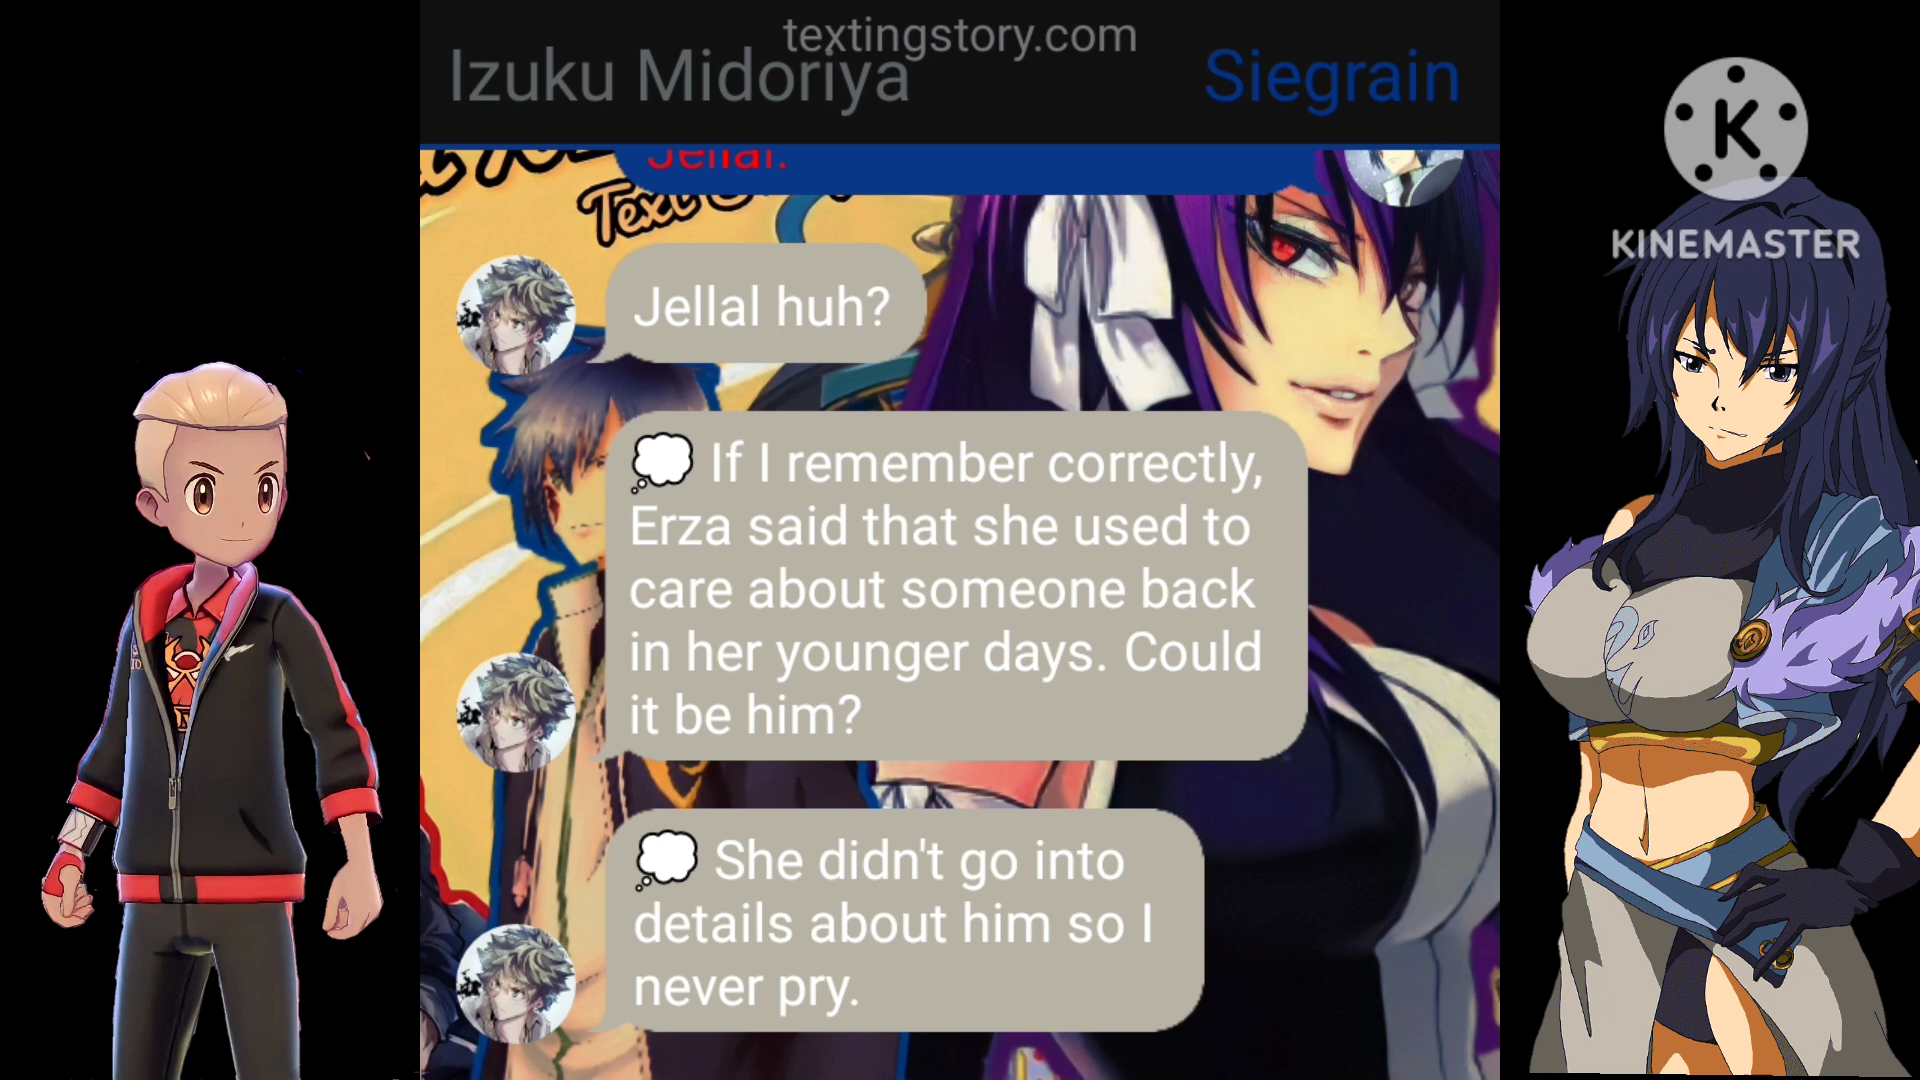 textingstory.com
Izuku Midoriya
Siegrain
K
KINEMASTER
Jellal.
Text
Jellal huh?
If I remember correctly,
Erza said that she used to
care about someone back
in her younger days. Could
it be him?
She didn't go into
details about him so I
never pry.